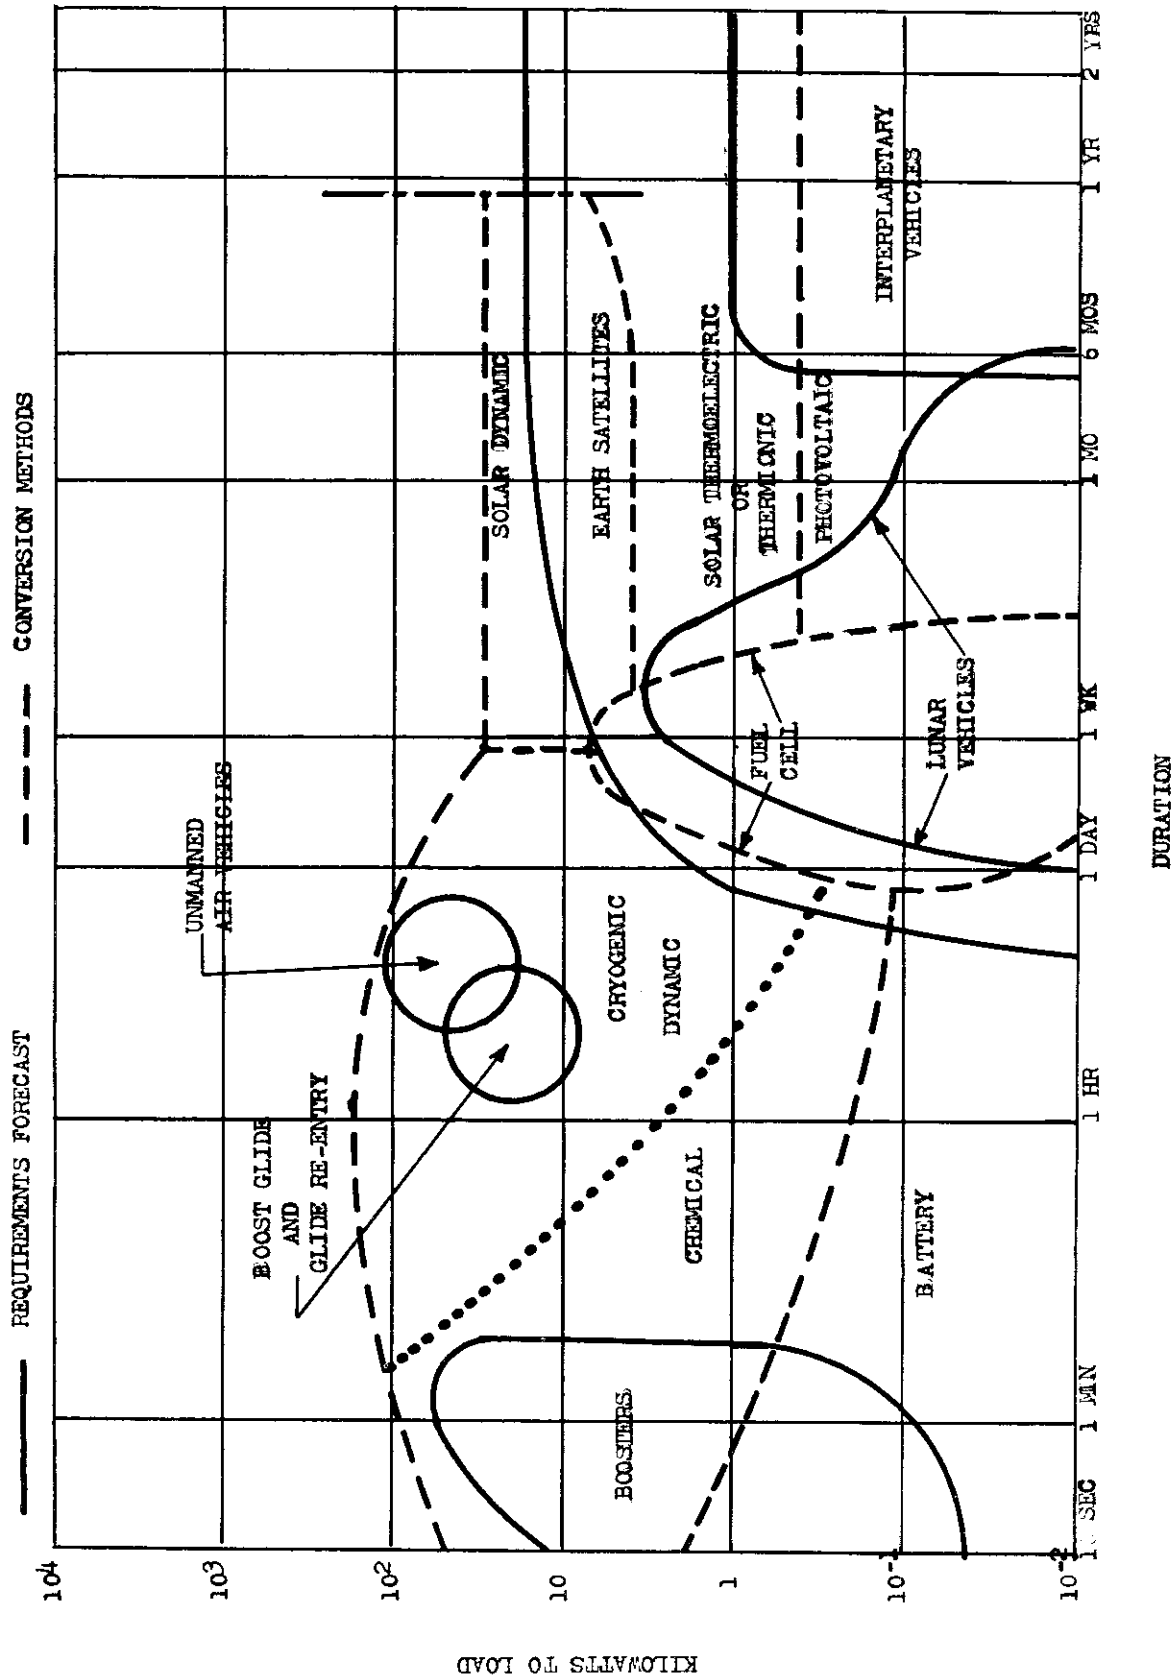 REQUIREMENTS FORECAST
CONVERSION METHODS
KILOWATTS TO LOAD
10⁴
10³
10²
10
1
10⁻¹
10⁻²
UNMANNED
AIR VEHICLES
BOOST GLIDE
AND
GLIDE RE-ENTRY
SOLAR DYNAMIC
EARTH SATELLITES
CRYOGENIC
DYNAMIC
SOLAR THERMOELECTRIC
OR
THERMIONIC
PHOTOVOLTAIC
BOOSTERS
CHEMICAL
FUEL
CELL
INTERPLANETARY
VEHICLES
BATTERY
LUNAR
VEHICLES
1 SEC
1 MIN
1 HR
1 DAY
1 WK
1 MO
6 MOS
1 YR
2 YRS
DURATION